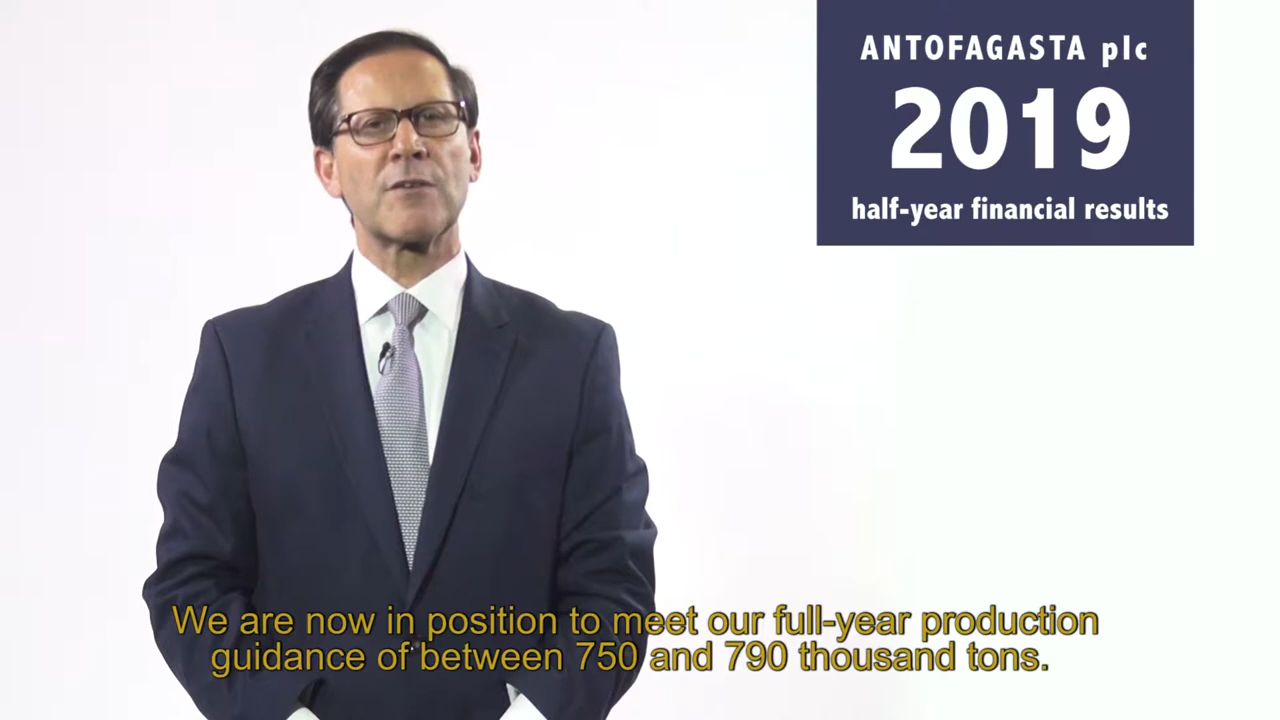 ANTOFAGASTA plc
2019
half-year financial results
We are now in position to meet our full-year production
guidance of between 750 and 790 thousand tons.